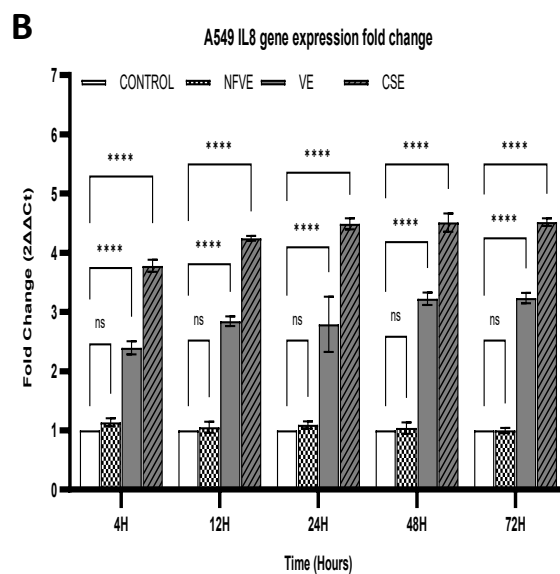 B
A549 IL8 gene expression fold change
CONTROL NFVE VE CSE
Fold Change (2ΔΔCt)
7
6
5
4
3
2
1
0
**** **** **** **** ****
**** **** **** **** ****
ns ns ns ns ns
4H 12H 24H 48H 72H
Time (Hours)